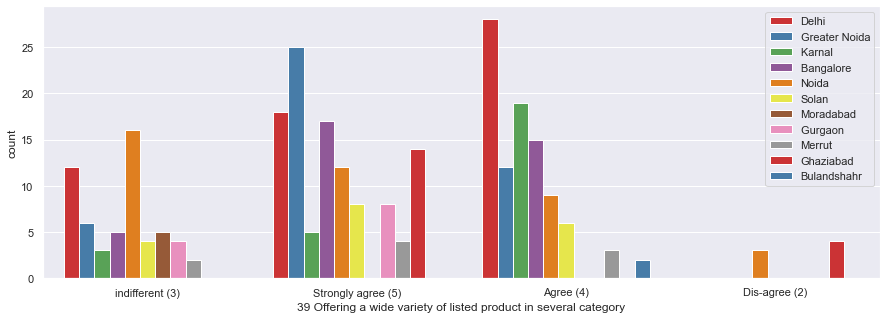 Delhi
Greater Noida
Karnal
Bangalore
Noida
Solan
Moradabad
Gurgaon
Merrut
Ghaziabad
Bulandshahr
count
25
20
15
10
5
0
indifferent (3) Strongly agree (5) Agree (4) Dis-agree (2)
39 Offering a wide variety of listed product in several category